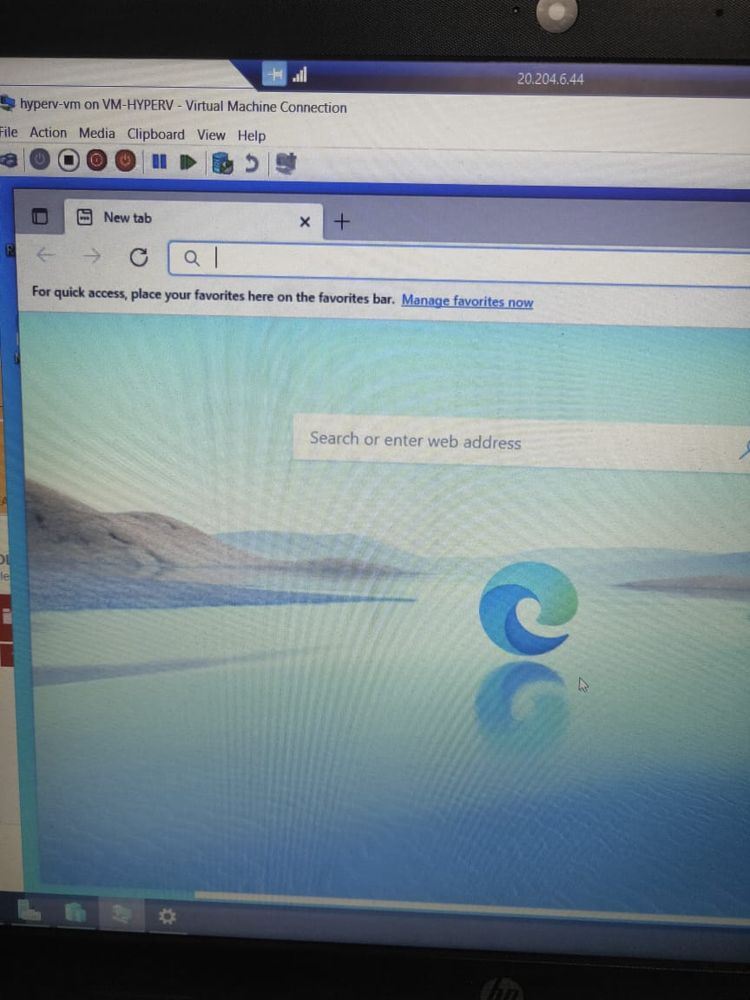 20.204.6.44
hyperv-vm on VM-HYPERV - Virtual Machine Connection
File Action Media Clipboard View Help
New tab
For quick access, place your favorites here on the favorites bar. Manage favorites now
Search or enter web address
hp